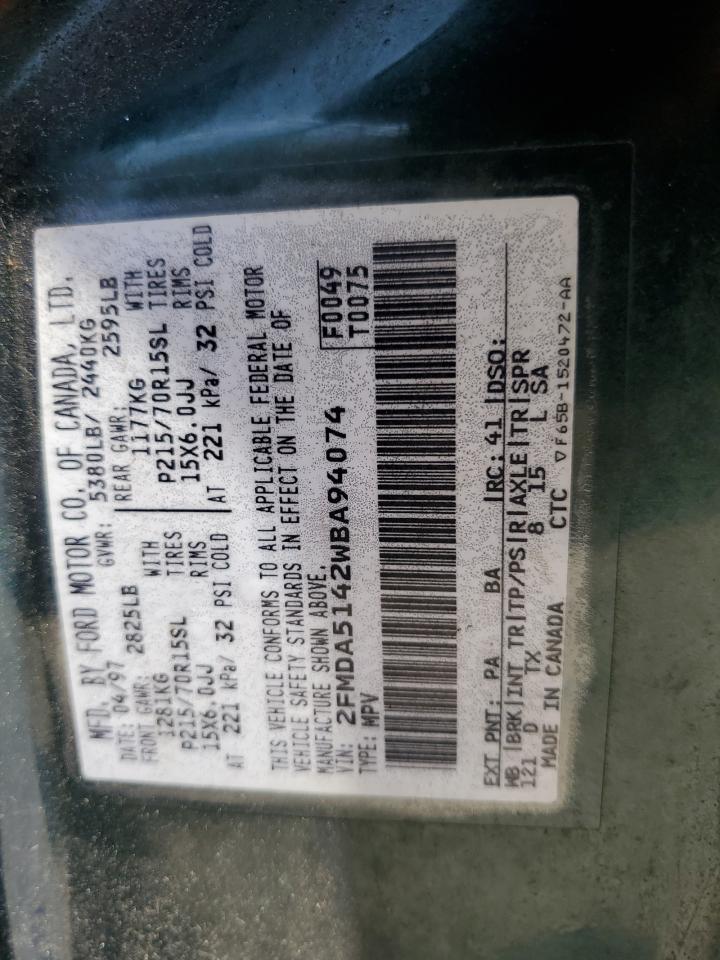 MFD. BY FORD MOTOR CO. OF CANADA, LTD.
DATE: 04/97 GVWR: 5380LB/ 2440KG
FRONT GAWR: 2825LB REAR GAWR: 2595LB
1281KG WITH 1177KG WITH
P215/70R15SL TIRES P215/70R15SL TIRES
15X6.0JJ RIMS 15X6.0JJ RIMS
AT 221 kPa/ 32 PSI COLD AT 221 kPa/ 32 PSI COLD
THIS VEHICLE CONFORMS TO ALL APPLICABLE FEDERAL MOTOR
VEHICLE SAFETY STANDARDS IN EFFECT ON THE DATE OF
MANUFACTURE SHOWN ABOVE.
VIN: 2FMDA5142WBA94074 F0049
TYPE: MPV T0075
EXT PNT: PA BA RC: 41 DSO:
WB BRK INT TR TP/PS R AXLE TR SPR
121 D TX 8 15 L SA
MADE IN CANADA CTC ▽F65B-1520472-AA